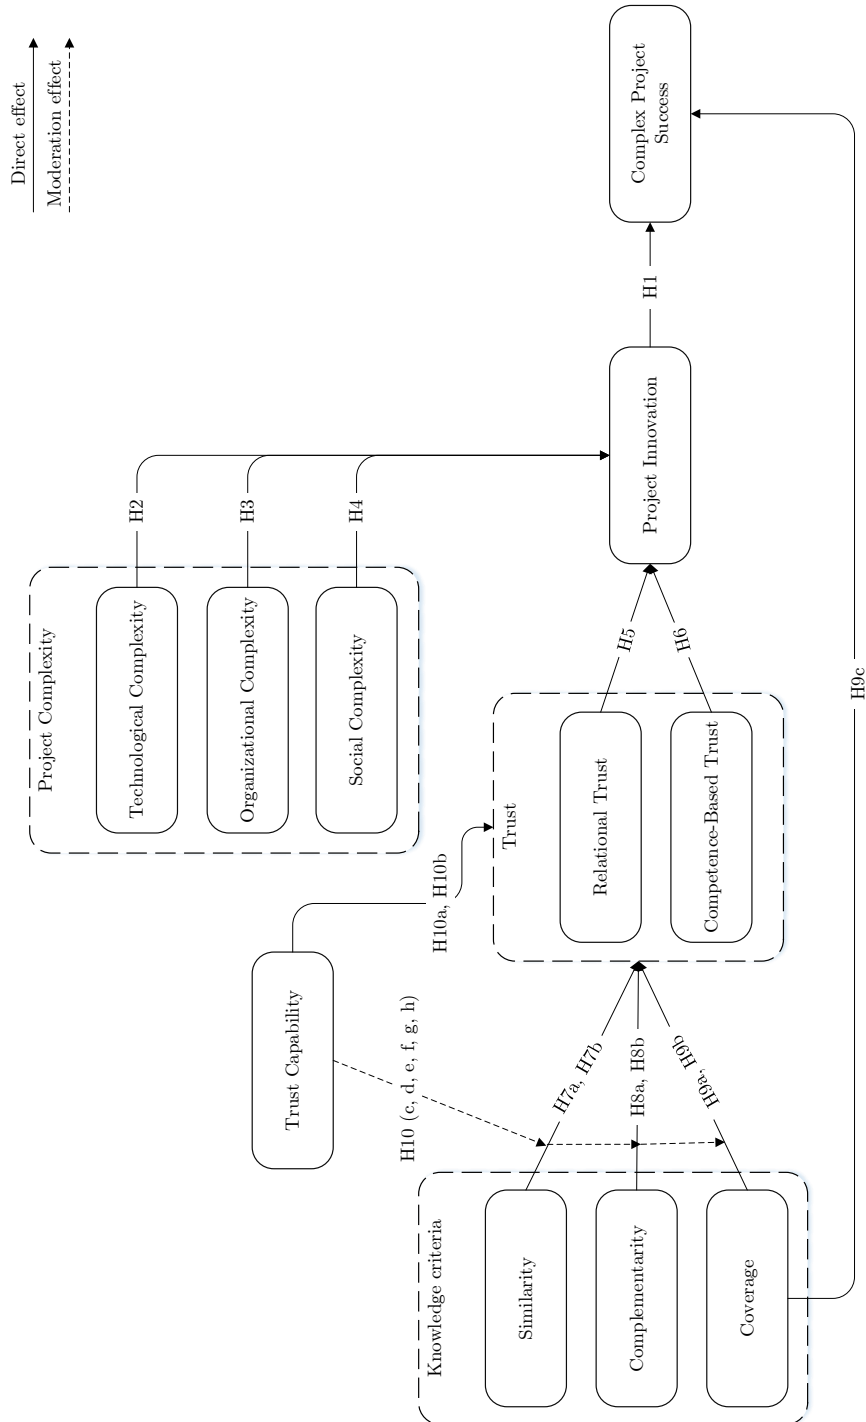 Direct effect
Moderation effect
Project Complexity
Technological Complexity
Organizational Complexity
Social Complexity
H2
H3
H4
Trust Capability
H10a, H10b
H10 (c, d, e, f, g, h)
Knowledge criteria
Similarity
Complementarity
Coverage
H7a, H7b
H8a, H8b
H9a, H9b
Trust
Relational Trust
Competence-Based Trust
H5
H6
Project Innovation
H1
Complex Project
Success
H9c